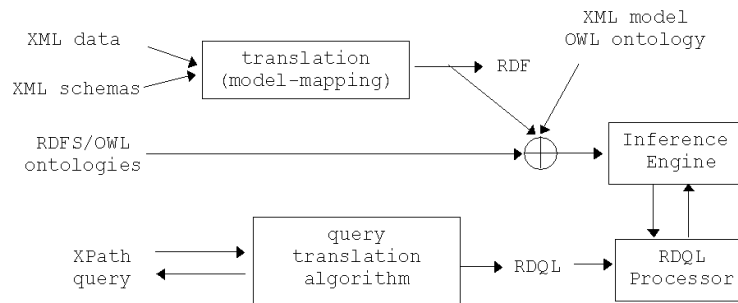 XML model
OWL ontology
XML data
translation
(model-mapping)
RDF
XML schemas
RDFS/OWL
ontologies
Inference
Engine
XPath
query
query
translation
algorithm
RDQL
RDQL
Processor